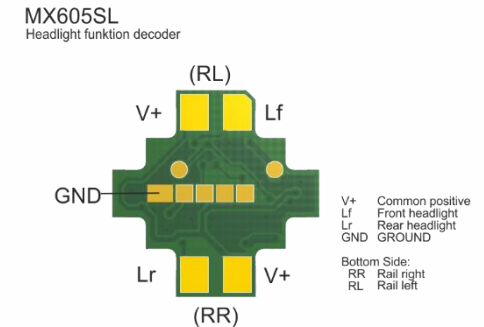 MX605SL
Headlight funktion decoder
(RL)
V+ Lf
GND
Lr V+
(RR)
V+ Common positive
Lf Front headlight
Lr Rear headlight
GND GROUND
Bottom Side:
RR Rail right
RL Rail left